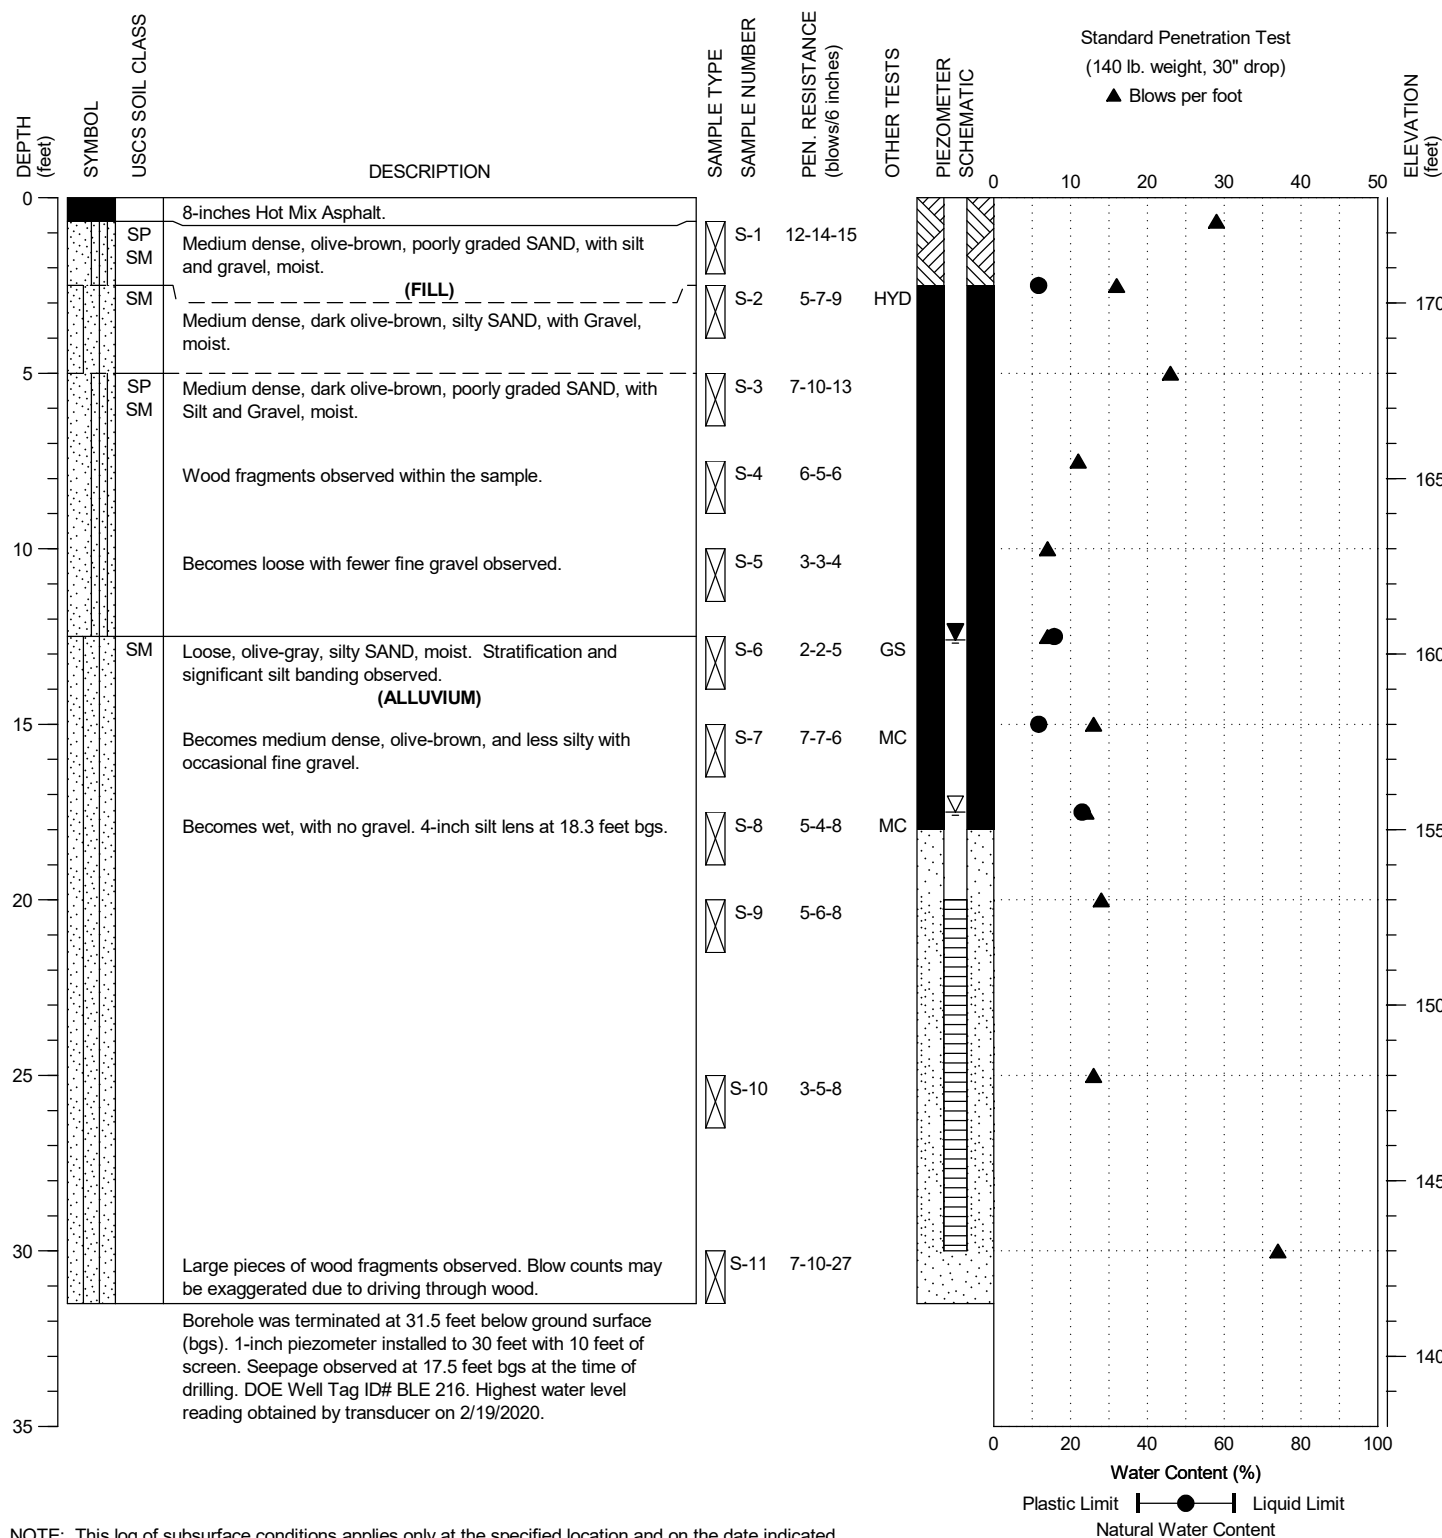 DEPTH
(feet)
SYMBOL
USCS SOIL CLASS
DESCRIPTION
SAMPLE TYPE
SAMPLE NUMBER
PEN. RESISTANCE
(blows/6 inches)
OTHER TESTS
PIEZOMETER
SCHEMATIC
Standard Penetration Test
(140 lb. weight, 30" drop)
▲ Blows per foot
ELEVATION
(feet)
0 10 20 30 40 50
0
8-inches Hot Mix Asphalt.
SP
SM
Medium dense, olive-brown, poorly graded SAND, with silt
and gravel, moist.
S-1 12-14-15
(FILL)
SM
Medium dense, dark olive-brown, silty SAND, with Gravel,
moist.
S-2 5-7-9 HYD
170
5
SP
SM
Medium dense, dark olive-brown, poorly graded SAND, with
Silt and Gravel, moist.
S-3 7-10-13
Wood fragments observed within the sample.
S-4 6-5-6
165
10
Becomes loose with fewer fine gravel observed.
S-5 3-3-4
SM
Loose, olive-gray, silty SAND, moist. Stratification and
significant silt banding observed.
(ALLUVIUM)
S-6 2-2-5 GS
160
15
Becomes medium dense, olive-brown, and less silty with
occasional fine gravel.
S-7 7-7-6 MC
Becomes wet, with no gravel. 4-inch silt lens at 18.3 feet bgs.
S-8 5-4-8 MC
155
20
S-9 5-6-8
150
25
S-10 3-5-8
145
30
Large pieces of wood fragments observed. Blow counts may
be exaggerated due to driving through wood.
S-11 7-10-27
Borehole was terminated at 31.5 feet below ground surface
(bgs). 1-inch piezometer installed to 30 feet with 10 feet of
screen. Seepage observed at 17.5 feet bgs at the time of
drilling. DOE Well Tag ID# BLE 216. Highest water level
reading obtained by transducer on 2/19/2020.
140
35
0 20 40 60 80 100
Water Content (%)
Plastic Limit Liquid Limit
Natural Water Content
NOTE: This log of subsurface conditions applies only at the specified location and on the date indicated